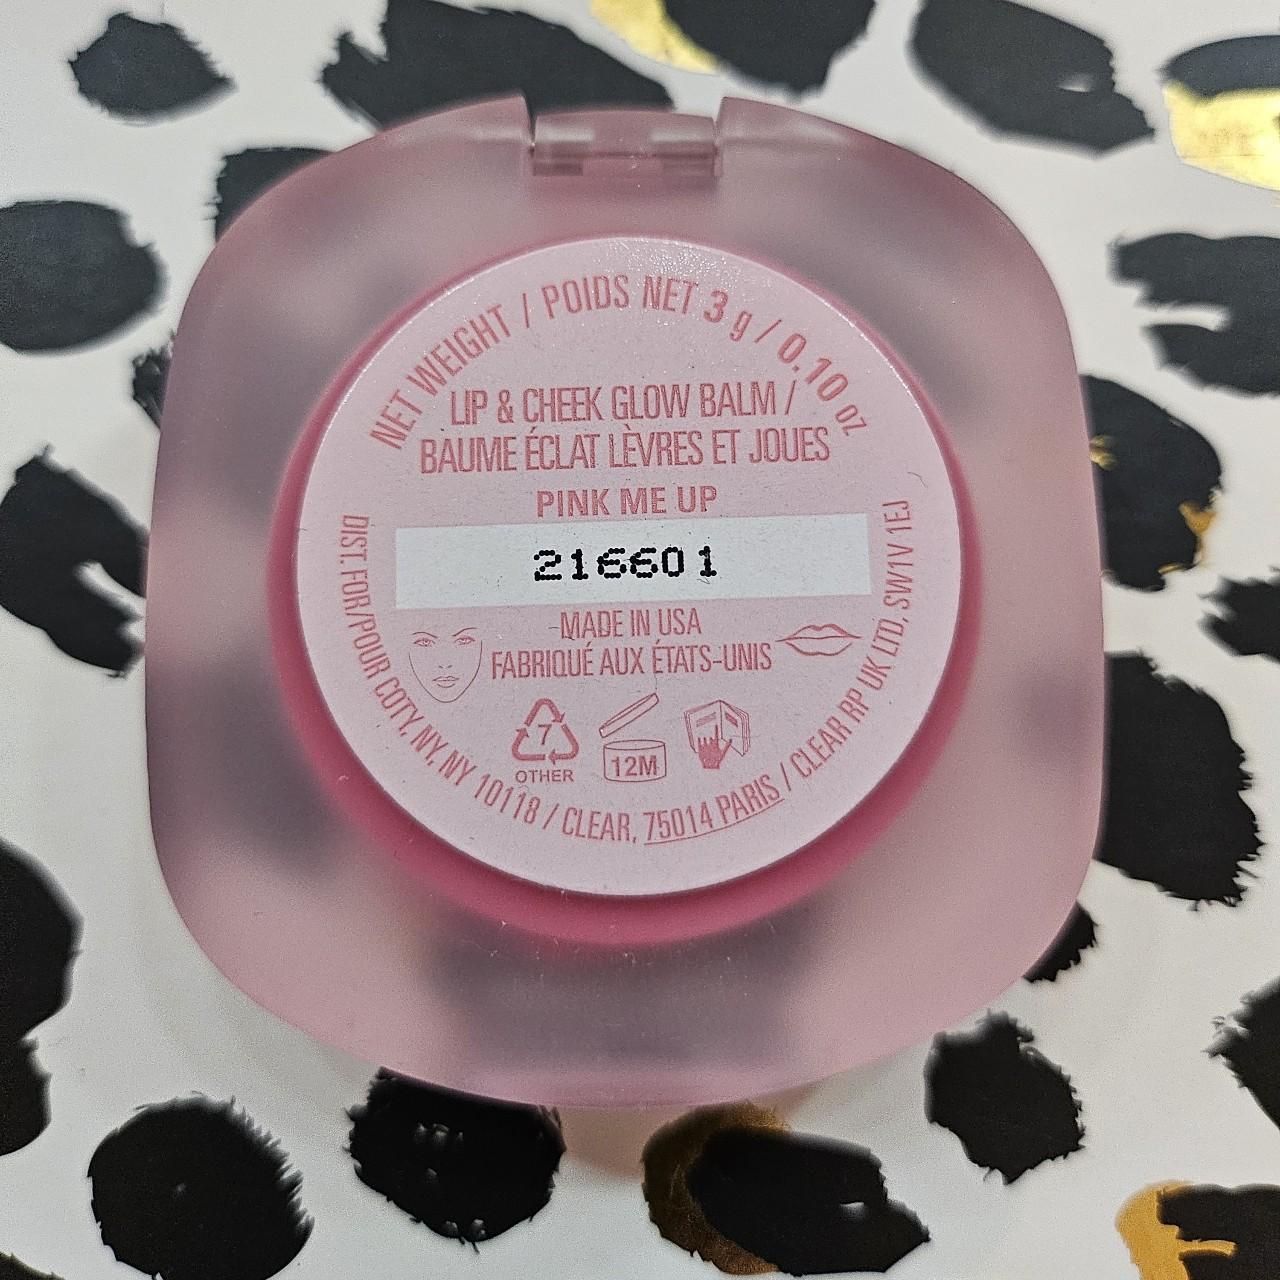 NET WEIGHT / POIDS NET 3 g / 0.10 oz
LIP & CHEEK GLOW BALM /
BAUME ÉCLAT LÈVRES ET JOUES
PINK ME UP
216601
MADE IN USA
FABRIQUÉ AUX ÉTATS-UNIS
7
OTHER
12M
DIST. FOR/POUR COTY, NY, NY 10118 / CLEAR, 75014 PARIS / CLEAR RP UK LTD, SW1V 1EJ